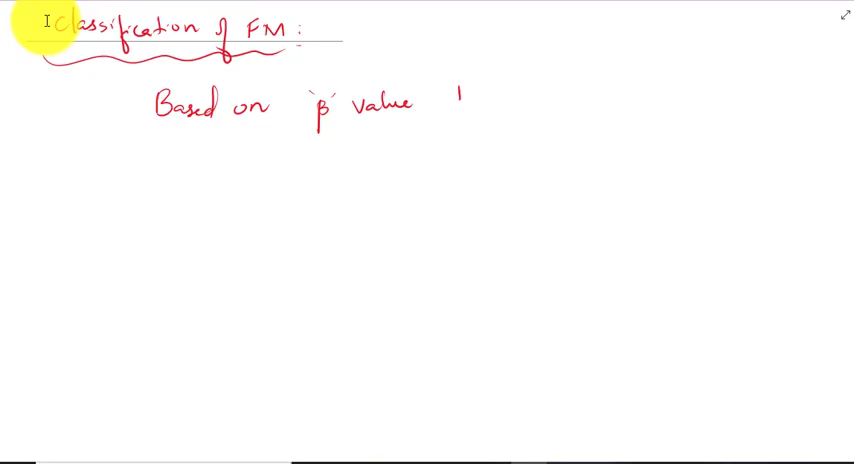 Classification of FM:
Based on 'β' value